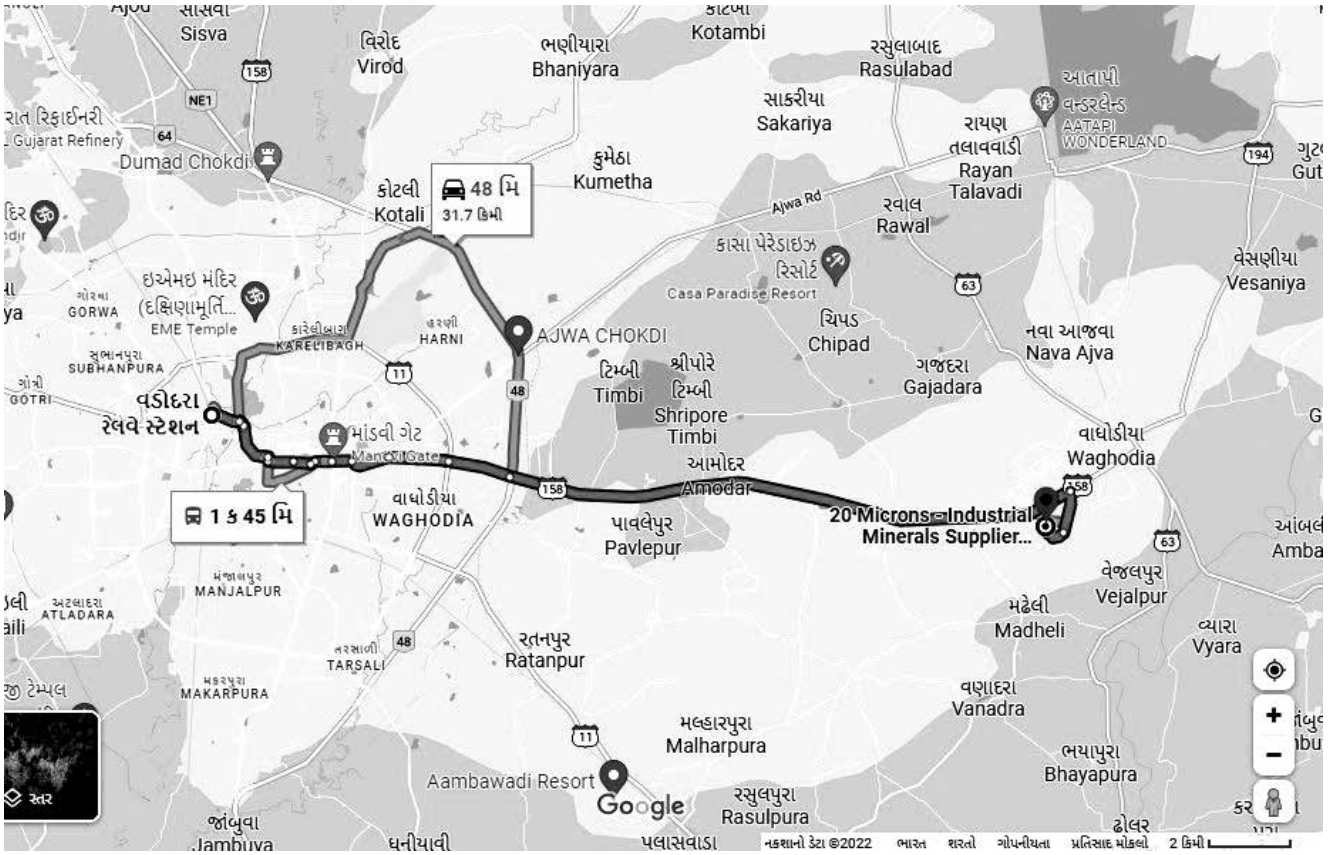 સીસવા
Sisva
158
NE1
64
Gujarat Refinery
Dumad Chokdi
વિરોદ
Virod
ભણીયારા
Bhaniyara
Kotambi
રસુલાબાદ
Rasulabad
સાકરીયા
Sakariya
આતાપી
વન્ડરલેન્ડ
AATAPI
WONDERLAND
રાયણ
તલાવવાડી
Rayan
Talavadi
194
કુમેઠા
Kumetha
કોટલી
Kotali
48 મિ
31.7 કિમી
Ajwa Rd
રવાલ
Rawal
કાસા પેરેડાઇઝ
રિસોર્ટ
Casa Paradise Resort
વેસણીયા
Vesaniya
63
ઇએમઇ મંદિર
(દક્ષિણામૂર્તિ...
EME Temple
ગોરવા
GORWA
કારેલીબાગ
KARELIBAGH
હરણી
HARNI
AJWA CHOKDI
ચિપડ
Chipad
નવા આજવા
Nava Ajva
સુભાનપુરા
SUBHANPURA
ગોત્રી
GOTRI
11
48
ટિમ્બી
Timbi
શ્રીપોરે
ટિમ્બી
Shripore
Timbi
ગજાદરા
Gajadara
વડોદરા
રેલવે સ્ટેશન
માંડવી ગેટ
Mandvi Gate
વાઘોડીયા
Waghodia
આમોદર
Amodar
158
58
1 ક 45 મિ
વાઘોડીયા
WAGHODIA
પાવલેપુર
Pavlepur
20 Microns - Industrial
Minerals Supplier...
63
વેજલપુર
Vejalpur
મંજાલપુર
MANJALPUR
અટલાદરા
ATLADARA
48
તરસાળી
TARSALI
રતનપુર
Ratanpur
મઢેલી
Madheli
વ્યારા
Vyara
મકરપુરા
MAKARPURA
વણાદરા
Vanadra
11
મલ્હારપુરા
Malharpura
ભયાપુરા
Bhayapura
Aambawadi Resort
Google
રસુલપુરા
Rasulpura
સ્તર
જાંબુવા
Jambuva
ધનીયાવી
પલાસવાડા
ઢોલર
નકશાનો ડેટા ©2022 ભારત શરતો ગોપનીયતા પ્રતિસાદ મોકલો 2 કિમી